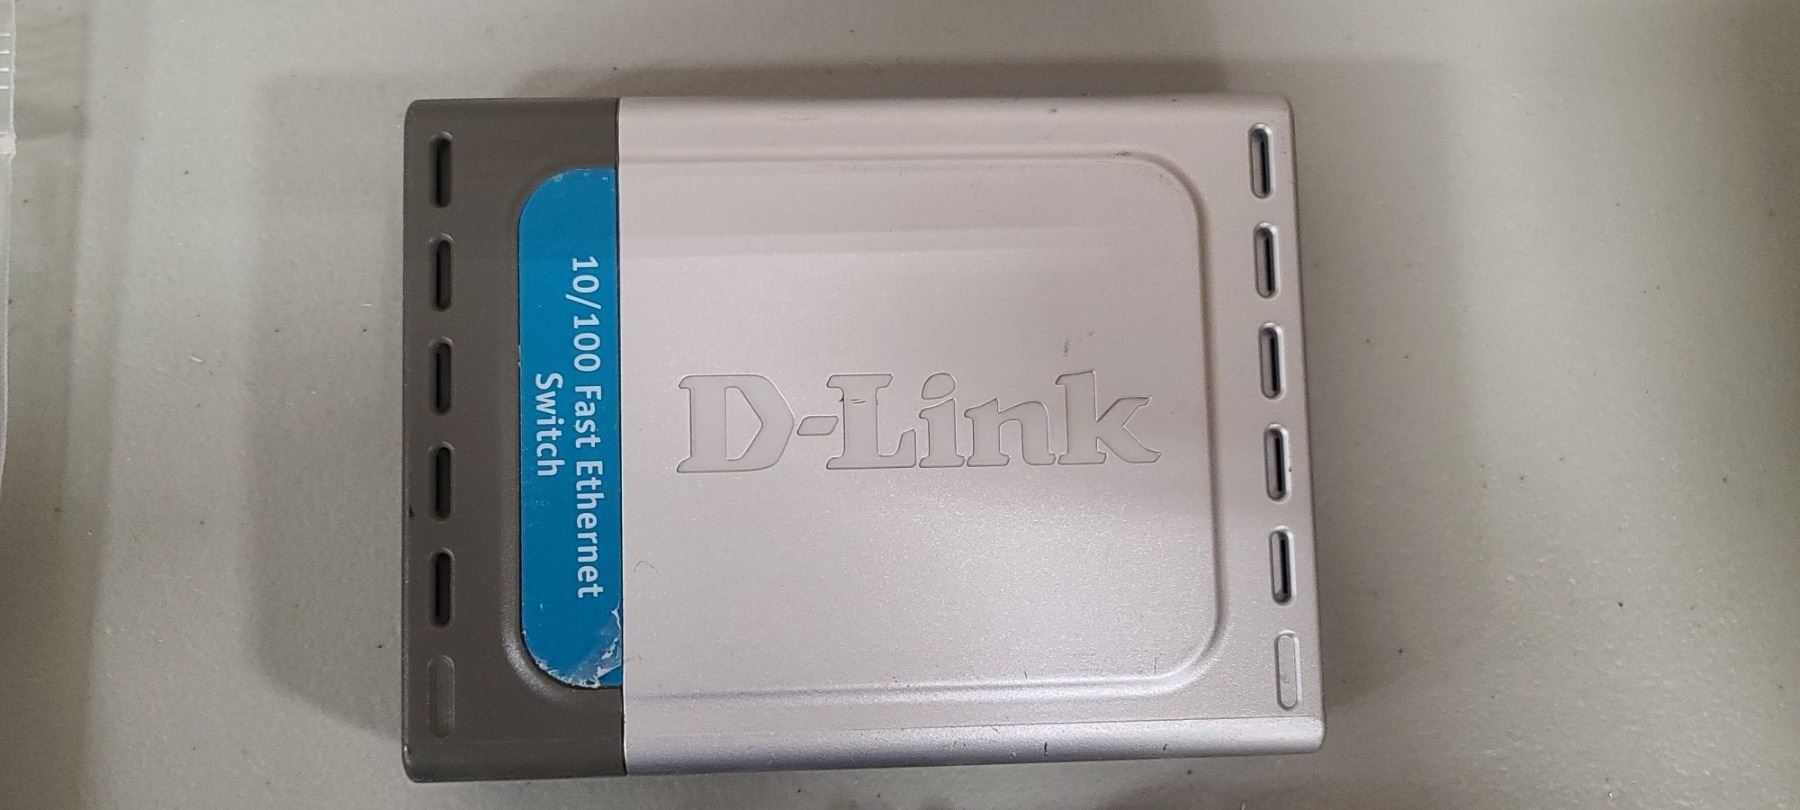 10/100 Fast Ethernet
Switch
D-Link